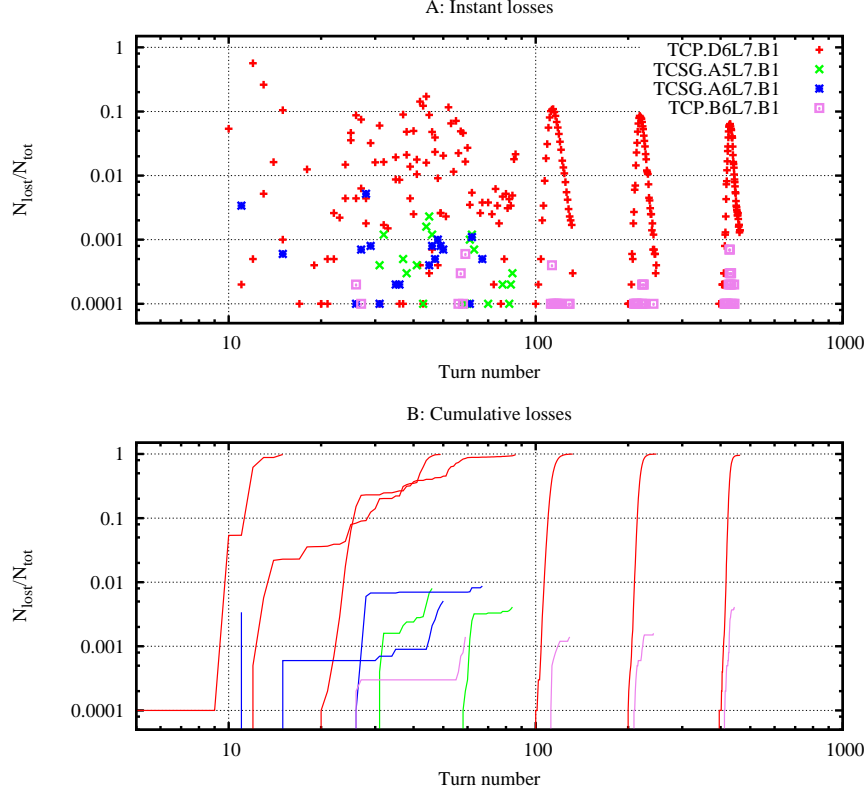 A: Instant losses
1
0.1
0.01
0.001
0.0001
N_lost/N_tot
TCP.D6L7.B1
TCSG.A5L7.B1
TCSG.A6L7.B1
TCP.B6L7.B1
10 100 1000
Turn number
B: Cumulative losses
1
0.1
0.01
0.001
0.0001
N_lost/N_tot
10 100 1000
Turn number